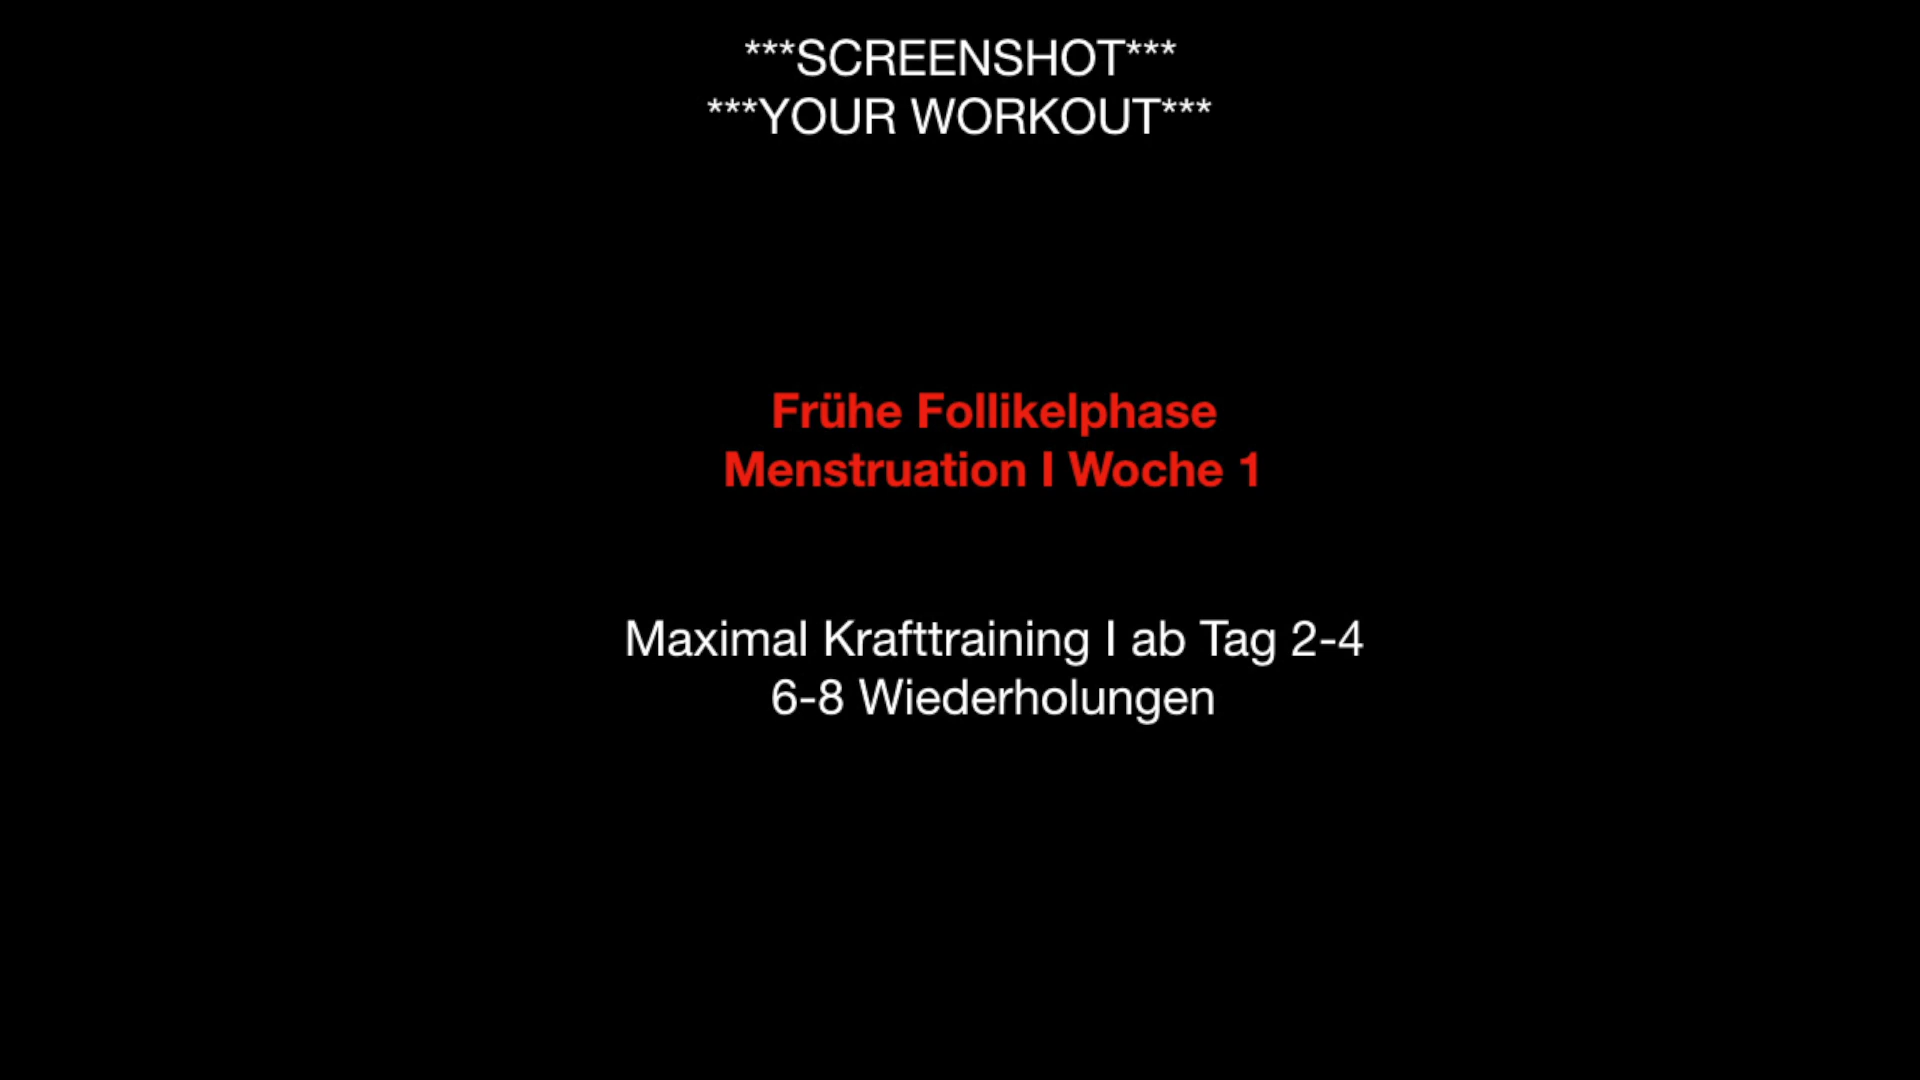 ***SCREENSHOT***
***YOUR WORKOUT***
Frühe Follikelphase
Menstruation I Woche 1
Maximal Krafttraining I ab Tag 2-4
6-8 Wiederholungen